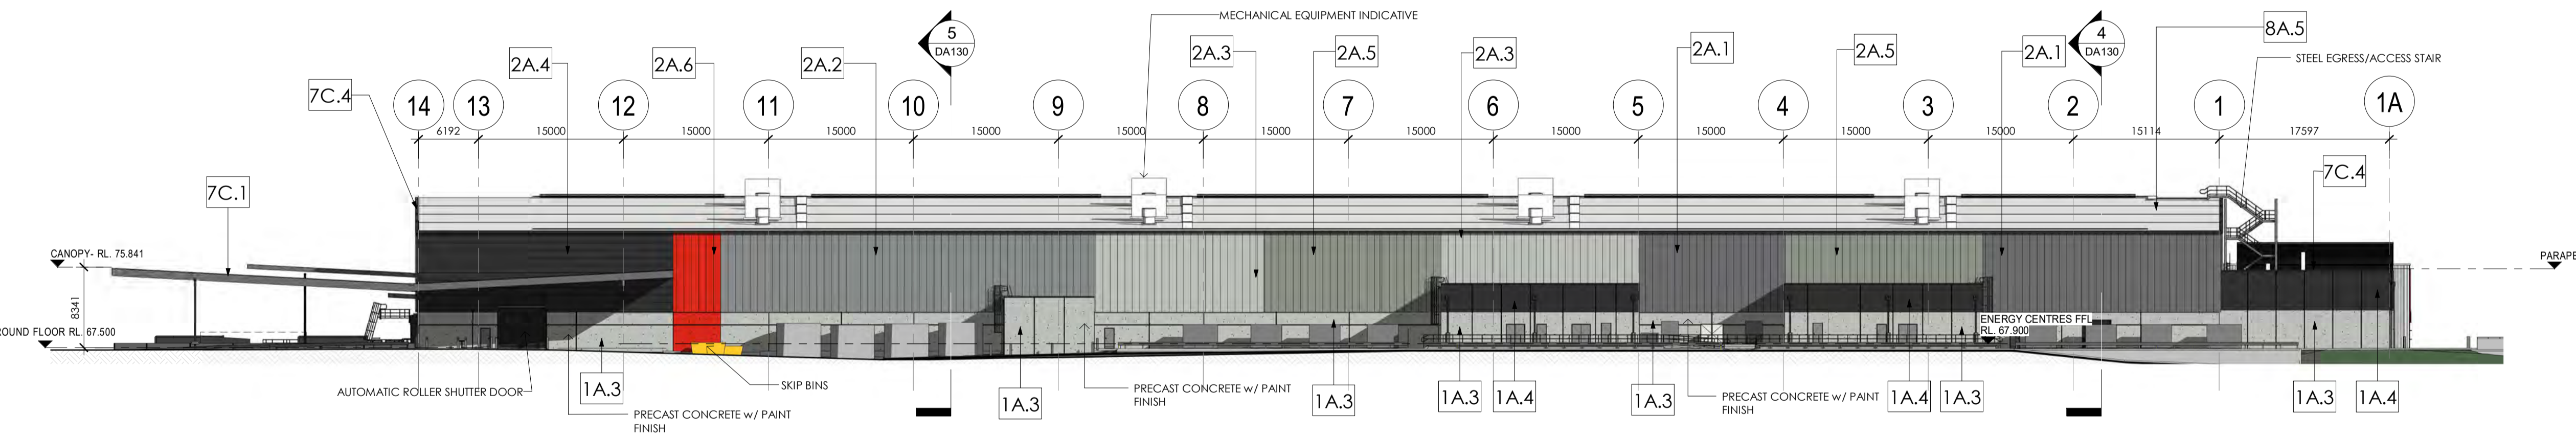 MECHANICAL EQUIPMENT INDICATIVE
5
DA130
4
DA130
8A.5
2A.4
2A.6
2A.2
2A.3
2A.5
2A.3
2A.1
2A.5
2A.1
STEEL EGRESS/ACCESS STAIR
7C.4
14
13
12
11
10
9
8
7
6
5
4
3
2
1
1A
6192
15000
15000
15000
15000
15000
15000
15000
15000
15000
15000
15000
15114
17597
7C.1
7C.4
CANOPY- RL. 75.841
PARAPE
8341
ROUND FLOOR RL. 67.500
ENERGY CENTRES FFL
RL. 67.900
AUTOMATIC ROLLER SHUTTER DOOR
1A.3
SKIP BINS
PRECAST CONCRETE w/ PAINT
FINISH
1A.3
PRECAST CONCRETE w/ PAINT
FINISH
1A.3
1A.3
1A.4
1A.3
PRECAST CONCRETE w/ PAINT
FINISH
1A.4
1A.3
1A.3
1A.4